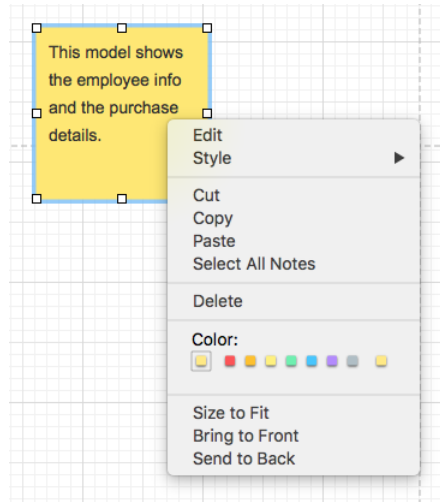 This model shows
the employee info
and the purchase
details.
Edit
Style
Cut
Copy
Paste
Select All Notes
Delete
Color:
Size to Fit
Bring to Front
Send to Back